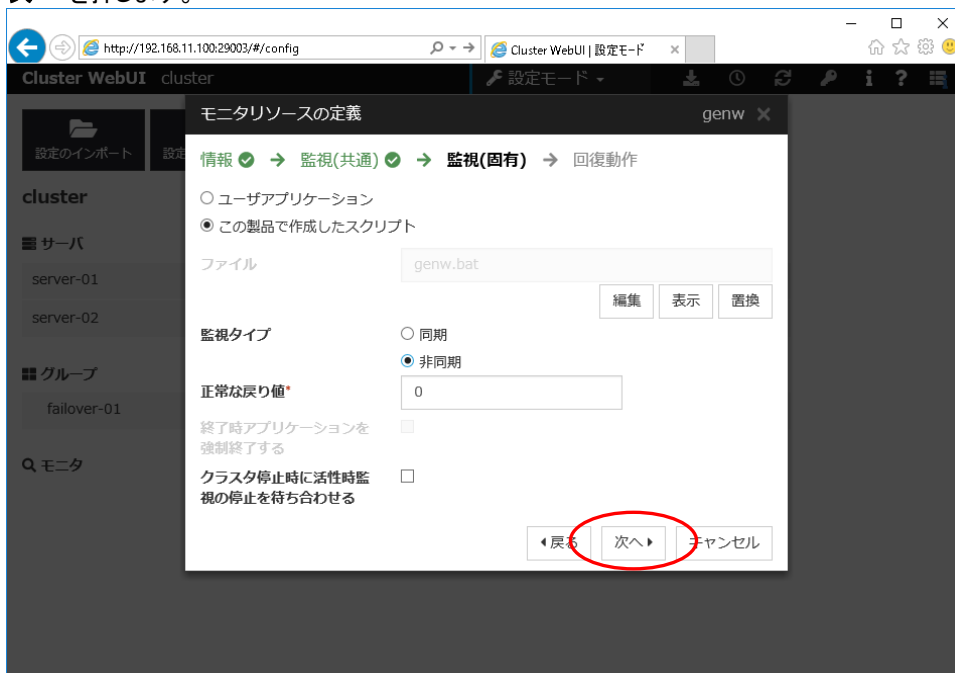 http://192.168.11.100:29003/#/config
Cluster WebUI | 設定モード
Cluster WebUI cluster
設定モード
モニタリソースの定義
genw
設定のインポート
設定
情報 → 監視(共通) → 監視(固有) → 回復動作
cluster
ユーザアプリケーション
この製品で作成したスクリプト
サーバ
ファイル
genw.bat
server-01
編集
表示
置換
server-02
監視タイプ
同期
非同期
グループ
正常な戻り値*
0
failover-01
終了時アプリケーションを
強制終了する
モニタ
クラスタ停止時に活性時監
視の停止を待ち合わせる
戻る
次へ
キャンセル